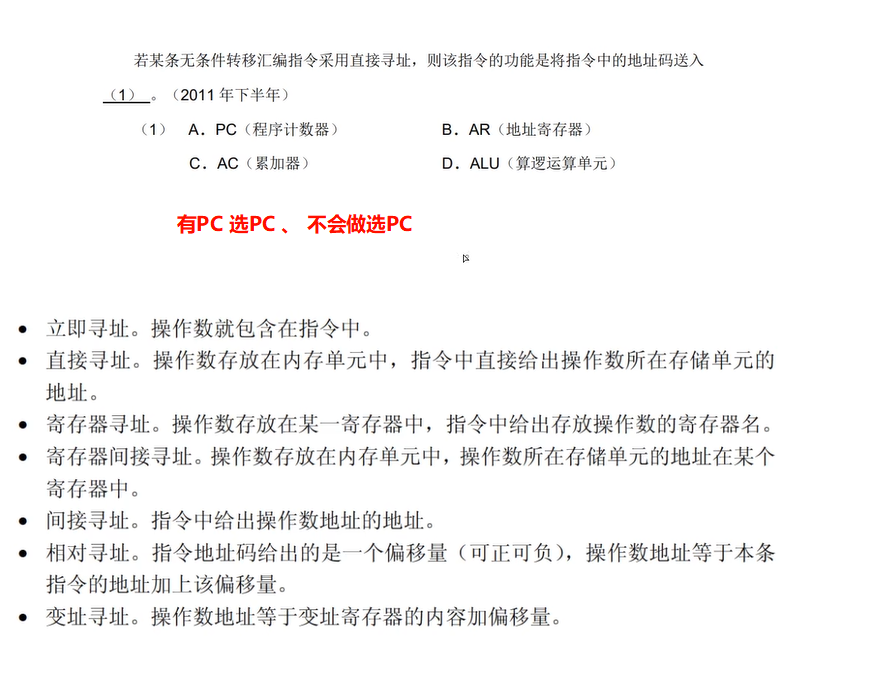 若某条无条件转移汇编指令采用直接寻址，则该指令的功能是将指令中的地址码送入
（1） 。（2011 年下半年）
（1） A．PC（程序计数器） B．AR（地址寄存器）
C．AC（累加器） D．ALU（算逻运算单元）
有PC 选PC 、 不会做选PC
• 立即寻址。操作数就包含在指令中。
• 直接寻址。操作数存放在内存单元中，指令中直接给出操作数所在存储单元的
地址。
• 寄存器寻址。操作数存放在某一寄存器中，指令中给出存放操作数的寄存器名。
• 寄存器间接寻址。操作数存放在内存单元中，操作数所在存储单元的地址在某个
寄存器中。
• 间接寻址。指令中给出操作数地址的地址。
• 相对寻址。指令地址码给出的是一个偏移量（可正可负），操作数地址等于本条
指令的地址加上该偏移量。
• 变址寻址。操作数地址等于变址寄存器的内容加偏移量。